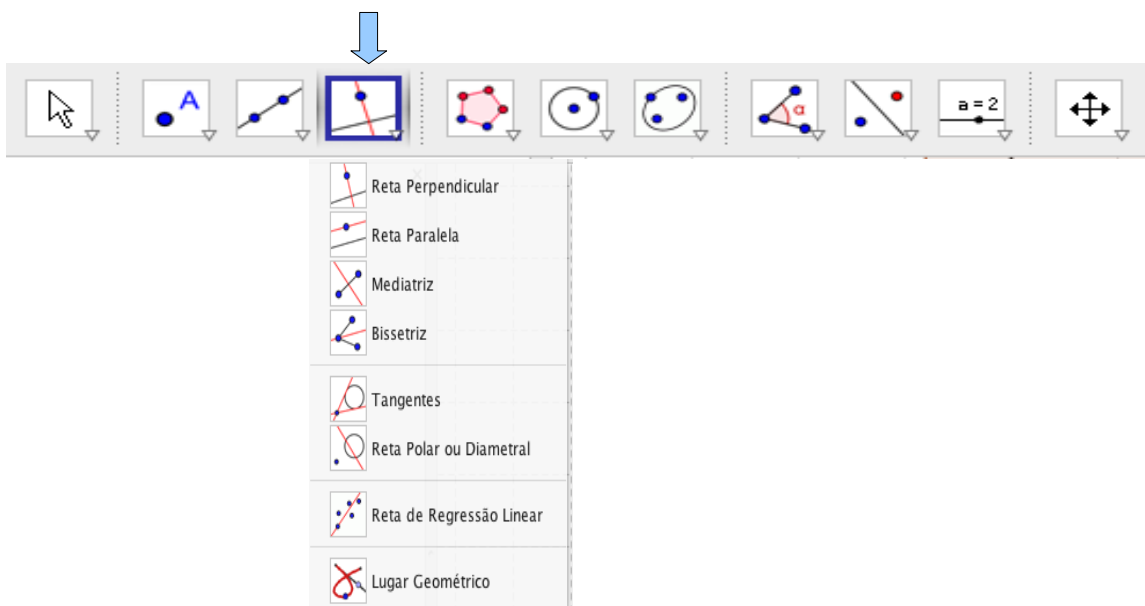 A
α
a = 2
Reta Perpendicular
Reta Paralela
Mediatriz
Bissetriz
Tangentes
Reta Polar ou Diametral
Reta de Regressão Linear
Lugar Geométrico